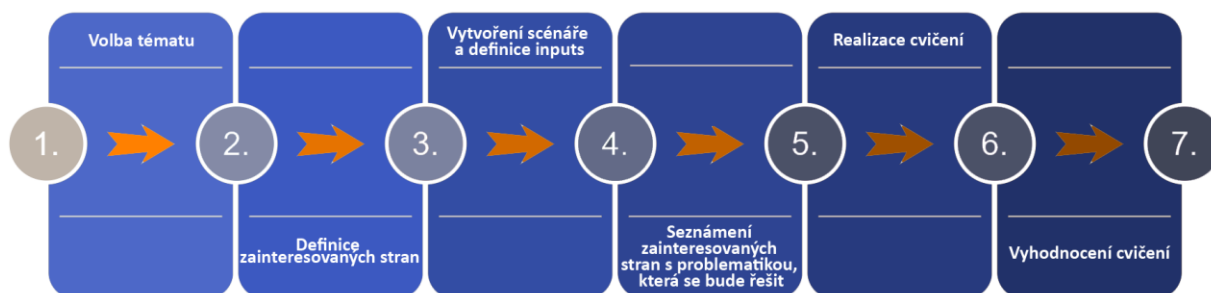 Volba tématu
Vytvoření scénáře
a definice inputs
Realizace cvičení
1.
2.
3.
4.
5.
6.
7.
Definice
zainteresovaných stran
Seznámení
zainteresovaných
stran s problematikou,
která se bude řešit
Vyhodnocení cvičení